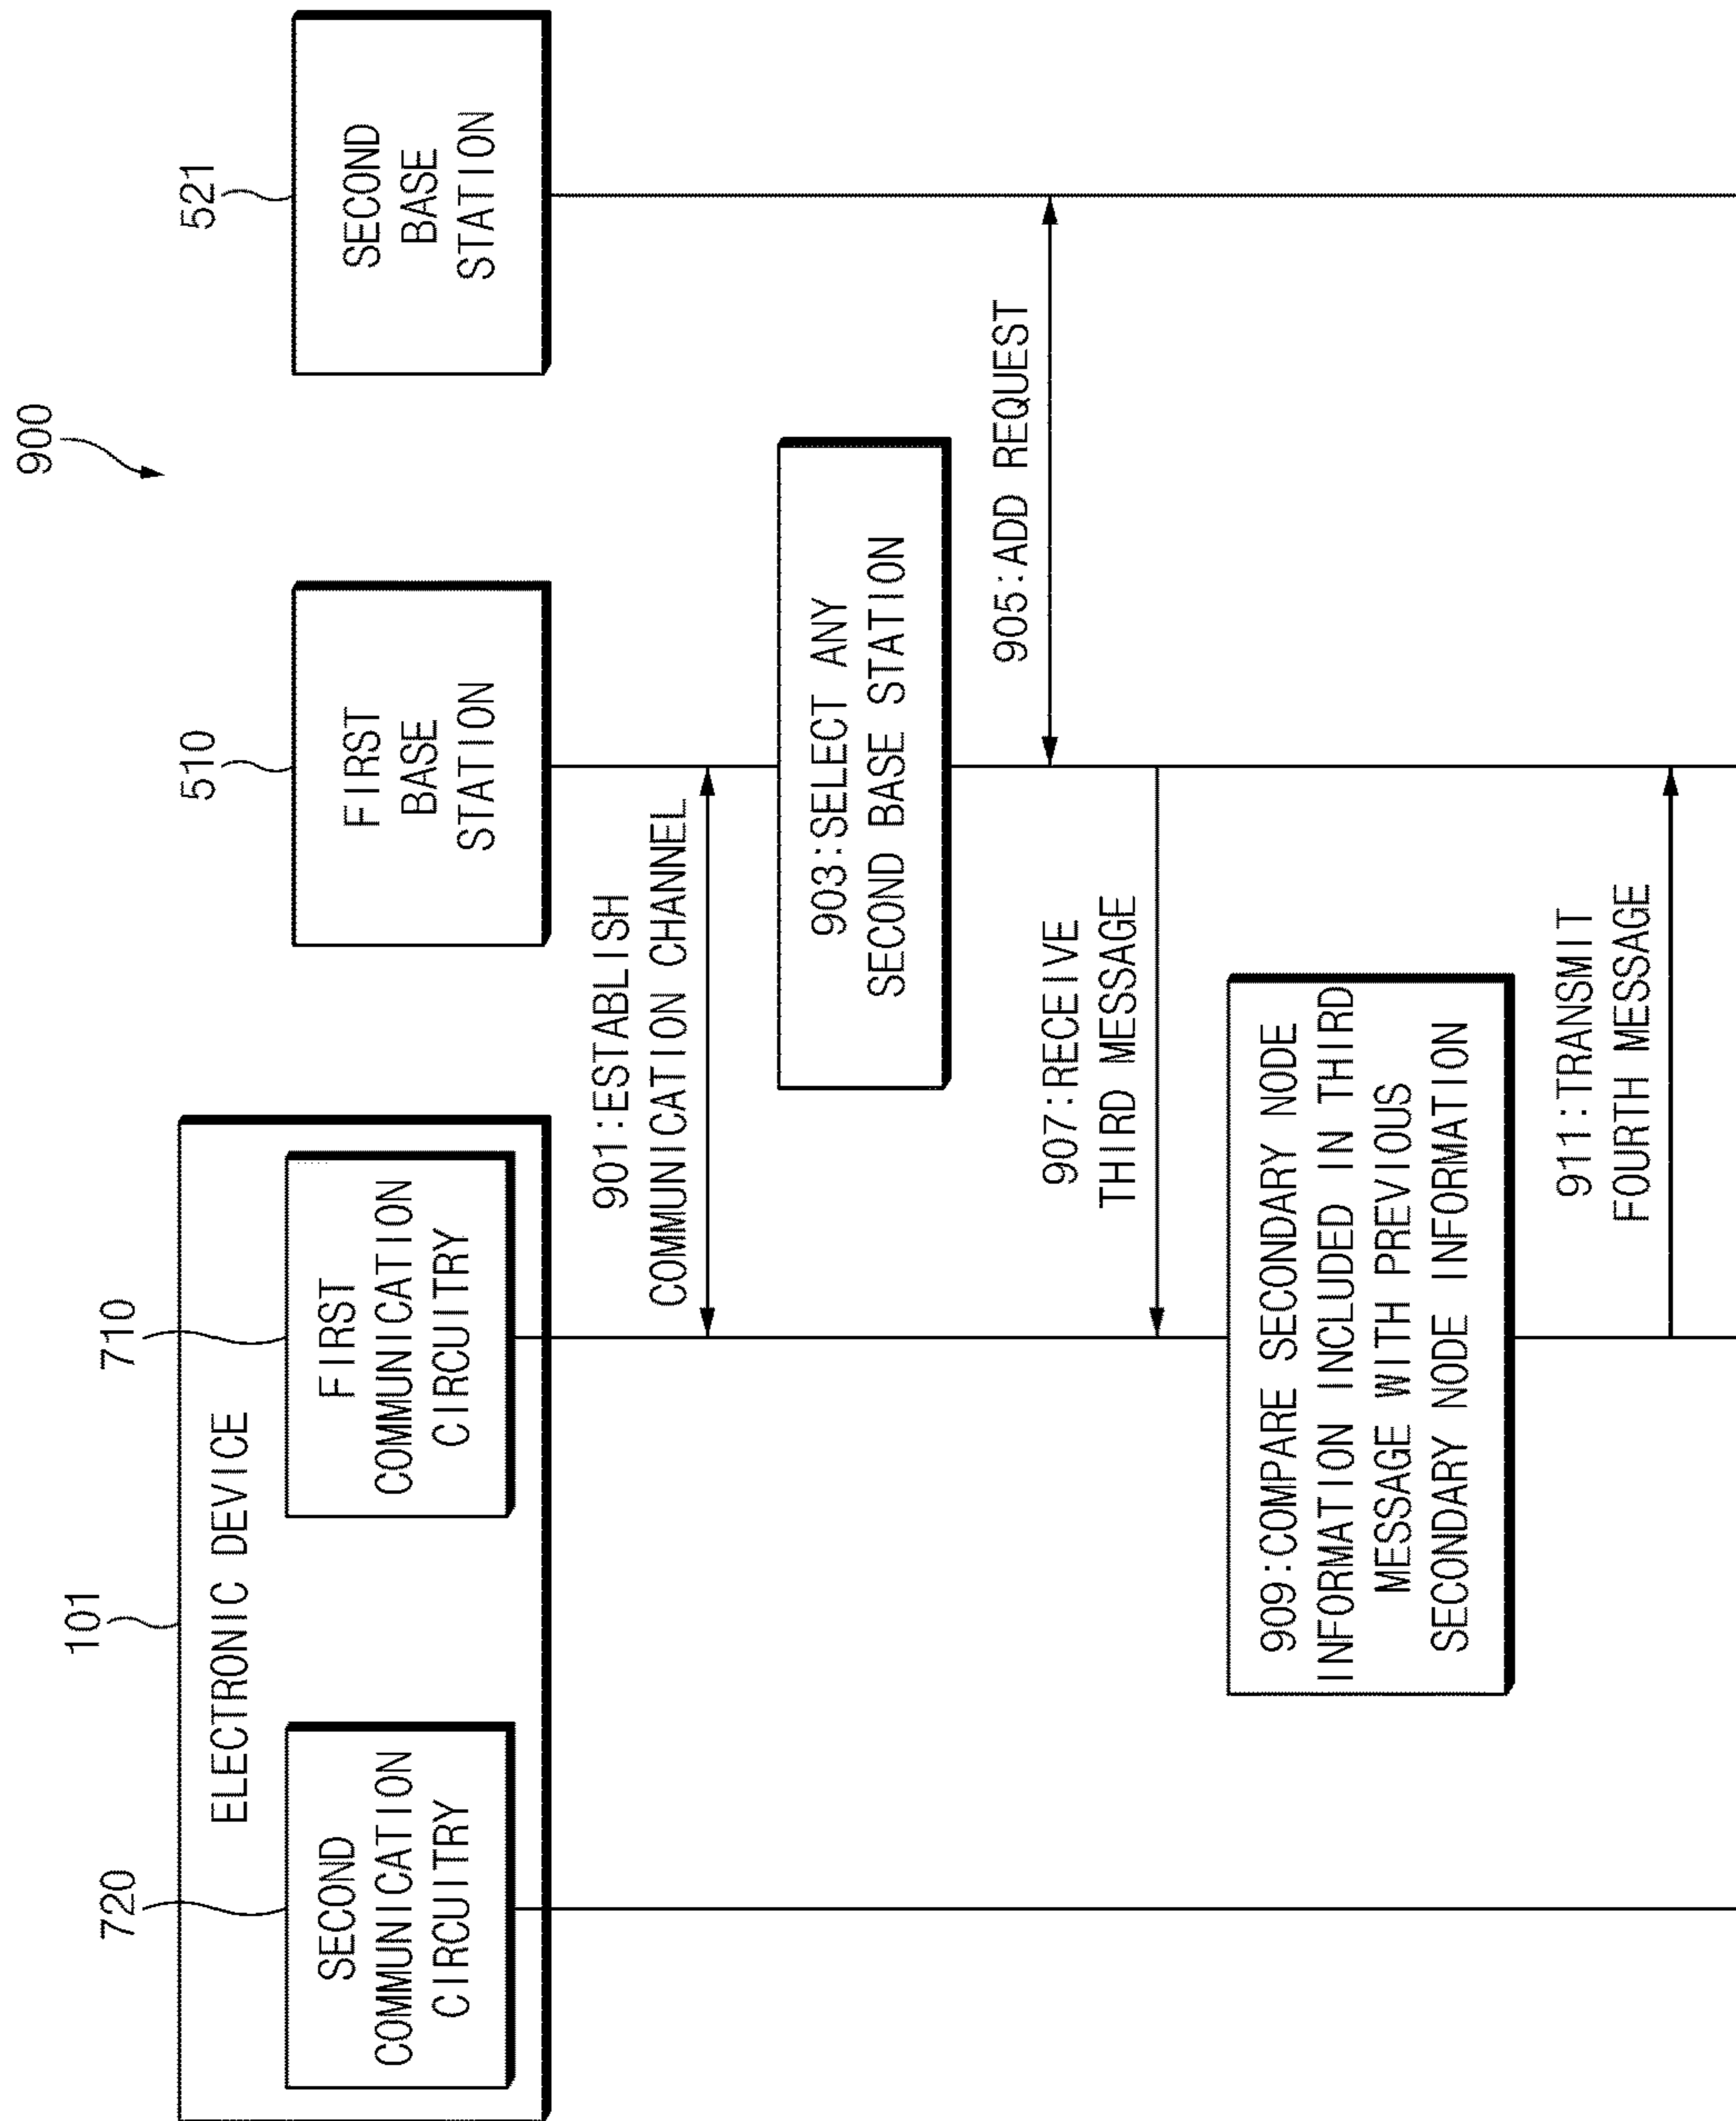 900
101
ELECTRONIC DEVICE
720
SECOND
COMMUNICATION
CIRCUITRY
710
FIRST
COMMUNICATION
CIRCUITRY
510
FIRST
BASE
STATION
521
SECOND
BASE
STATION
901:ESTABLISH
COMMUNICATION CHANNEL
903:SELECT ANY
SECOND BASE STATION
905:ADD REQUEST
907:RECEIVE
THIRD MESSAGE
909:COMPARE SECONDARY NODE
INFORMATION INCLUDED IN THIRD
MESSAGE WITH PREVIOUS
SECONDARY NODE INFORMATION
911:TRANSMIT
FOURTH MESSAGE